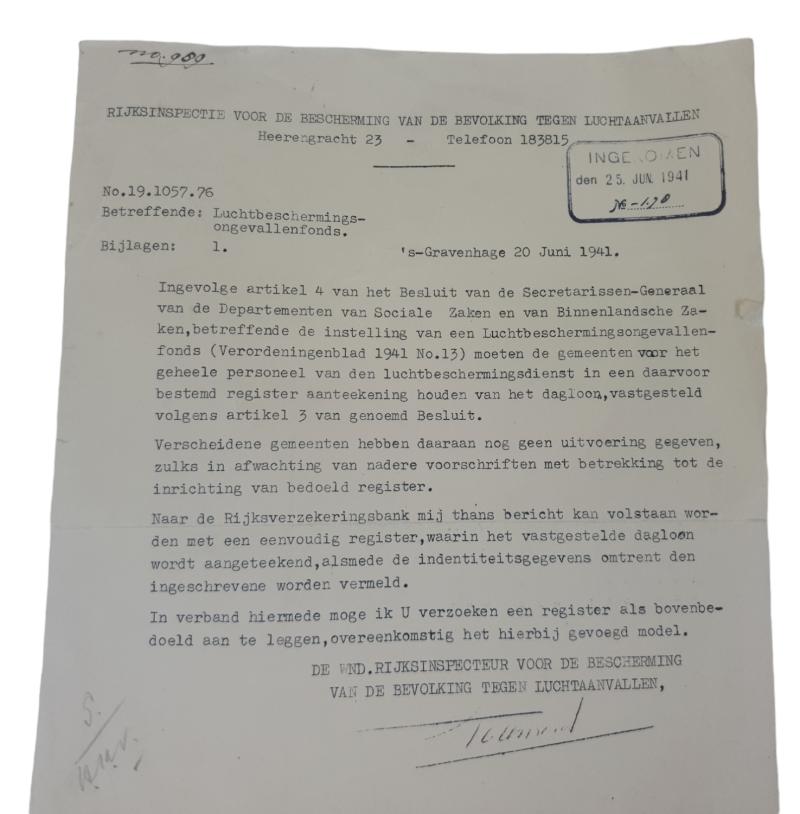 no. 989
RIJKSINSPECTIE VOOR DE BESCHERMING VAN DE BEVOLKING TEGEN LUCHTAANVALLEN
Heerengracht 23 - Telefoon 183815
INGEKOMEN
den 25. JUN. 1941
No.19.1057.76
Betreffende: Luchtbeschermings-
ongevallenfonds.
Bijlagen: 1.
's-Gravenhage 20 Juni 1941.
Ingevolge artikel 4 van het Besluit van de Secretarissen-Generaal
van de Departementen van Sociale Zaken en van Binnenlandsche Za-
ken,betreffende de instelling van een Luchtbeschermingsongevallen-
fonds (Verordeningenblad 1941 No.13) moeten de gemeenten voor het
geheele personeel van den luchtbeschermingsdienst in een daarvoor
bestemd register aanteekening houden van het dagloon,vastgesteld
volgens artikel 3 van genoemd Besluit.
Verscheidene gemeenten hebben daaraan nog geen uitvoering gegeven,
zulks in afwachting van nadere voorschriften met betrekking tot de
inrichting van bedoeld register.
Naar de Rijksverzekeringsbank mij thans bericht kan volstaan wor-
den met een eenvoudig register,waarin het vastgestelde dagloon
wordt aangeteekend,alsmede de indentiteitsgegevens omtrent den
ingeschrevene worden vermeld.
In verband hiermede moge ik U verzoeken een register als bovenbe-
doeld aan te leggen,overeenkomstig het hierbij gevoegd model.
DE WND.RIJKSINSPECTEUR VOOR DE BESCHERMING
VAN DE BEVOLKING TEGEN LUCHTAANVALLEN,